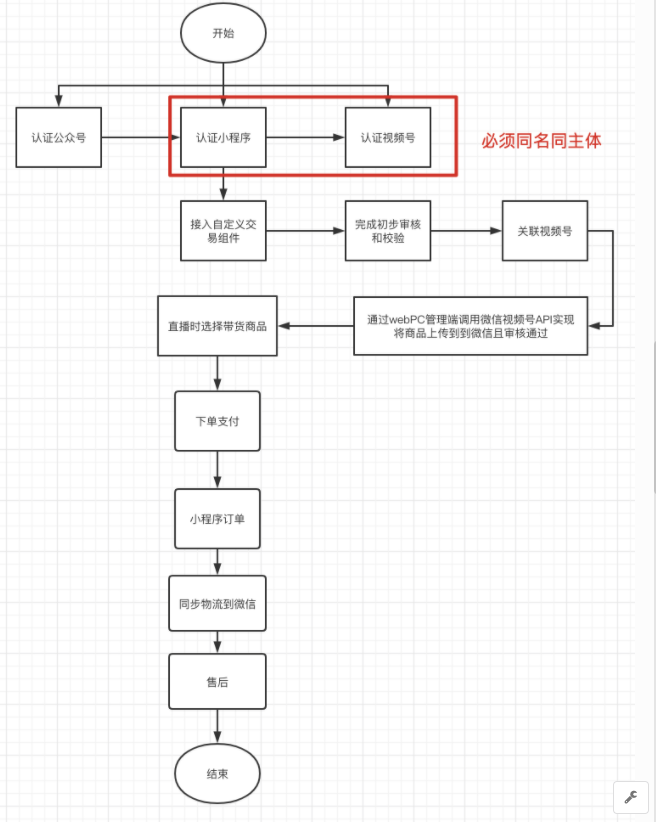 开始
认证公众号
认证小程序
认证视频号
必须同名同主体
接入自定义交
易组件
完成初步审核
和校验
关联视频号
通过webPC管理端调用微信视频号API实现
将商品上传到到微信且审核通过
直播时选择带货商品
下单支付
小程序订单
同步物流到微信
售后
结束